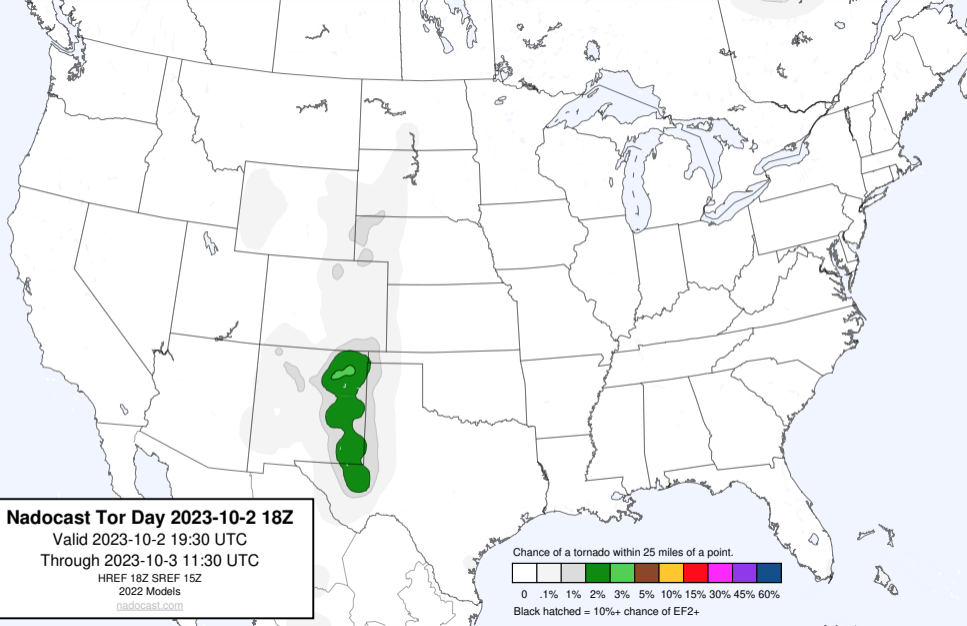 Nadocast Tor Day 2023-10-2 18Z
Valid 2023-10-2 19:30 UTC
Through 2023-10-3 11:30 UTC
HREF 18Z SREF 15Z
2022 Models
nadocast.com
Chance of a tornado within 25 miles of a point.
0 .1% 1% 2% 3% 5% 10% 15% 30% 45% 60%
Black hatched = 10%+ chance of EF2+